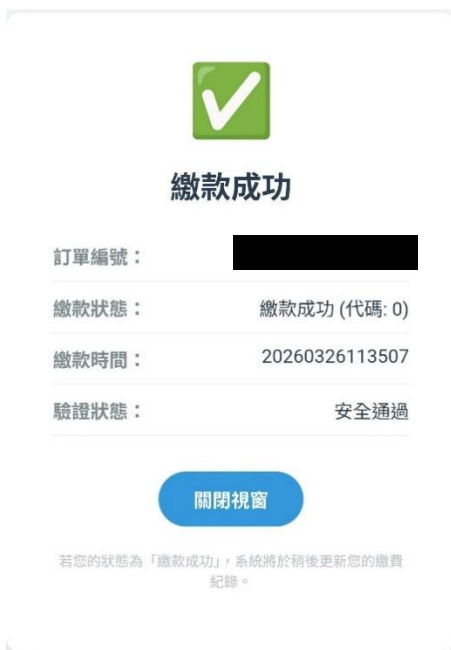 繳款成功
訂單編號：
繳款狀態： 繳款成功 (代碼: 0)
繳款時間： 20260326113507
驗證狀態： 安全通過
關閉視窗
若您的狀態為「繳款成功」，系統將於稍後更新您的繳費
紀錄。